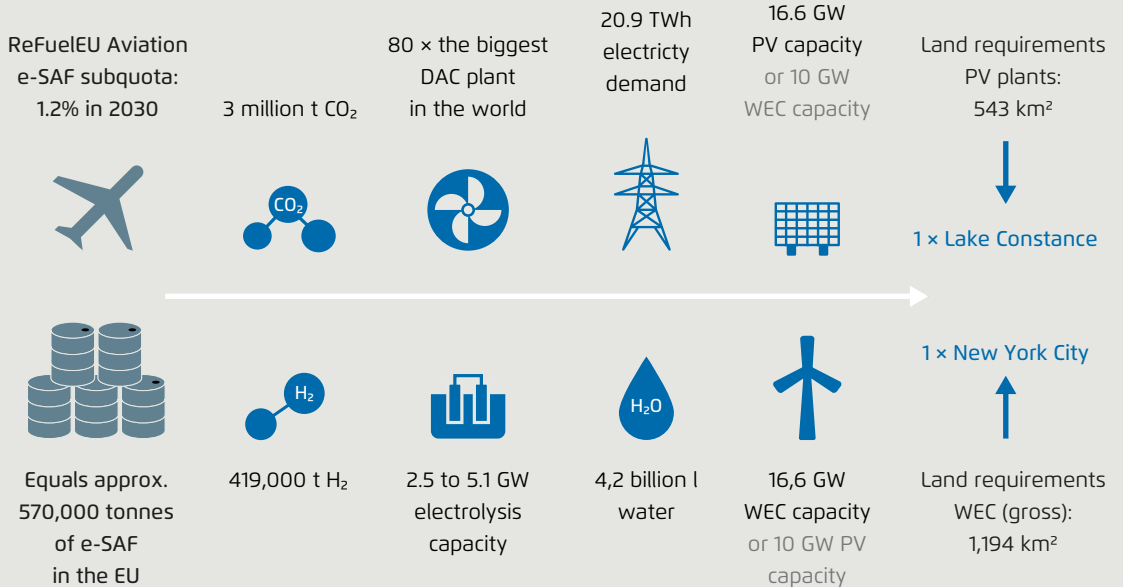 ReFuelEU Aviation
e-SAF subquota:
1.2% in 2030
3 million t CO₂
80 × the biggest
DAC plant
in the world
20.9 TWh
electricty
demand
16.6 GW
PV capacity
or 10 GW
WEC capacity
Land requirements
PV plants:
543 km²
CO₂
1 × Lake Constance
1 × New York City
H₂
H₂O
Equals approx.
570,000 tonnes
of e-SAF
in the EU
419,000 t H₂
2.5 to 5.1 GW
electrolysis
capacity
4,2 billion l
water
16,6 GW
WEC capacity
or 10 GW PV
capacity
Land requirements
WEC (gross):
1,194 km²